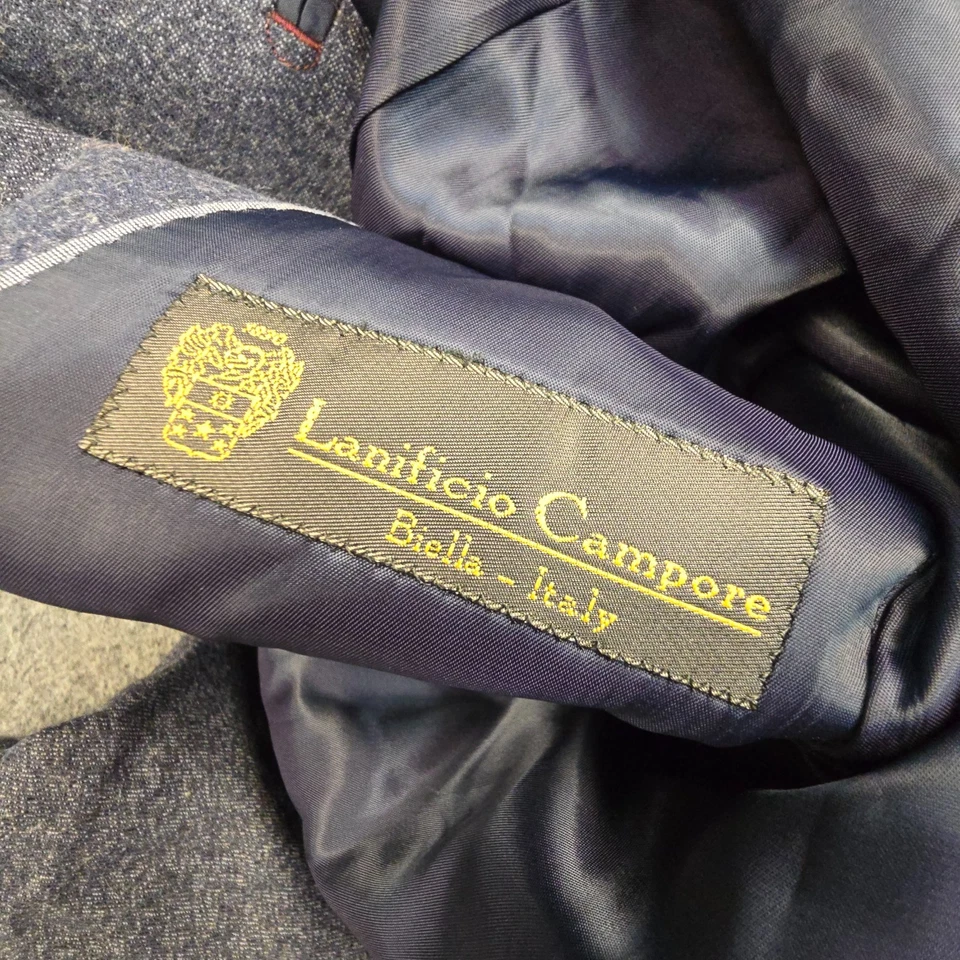 Lanificio Campore
Biella - Italy